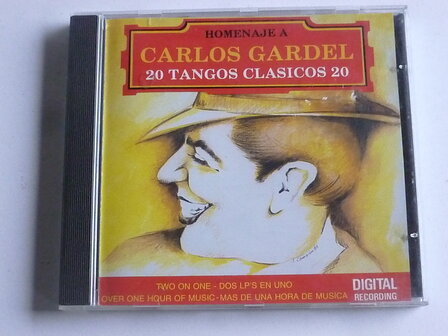 HOMENAJE A
CARLOS GARDEL
20 TANGOS CLASICOS 20
TWO ON ONE - DOS LP'S EN UNO
OVER ONE HOUR OF MUSIC - MAS DE UNA HORA DE MUSICA
DIGITAL
RECORDING